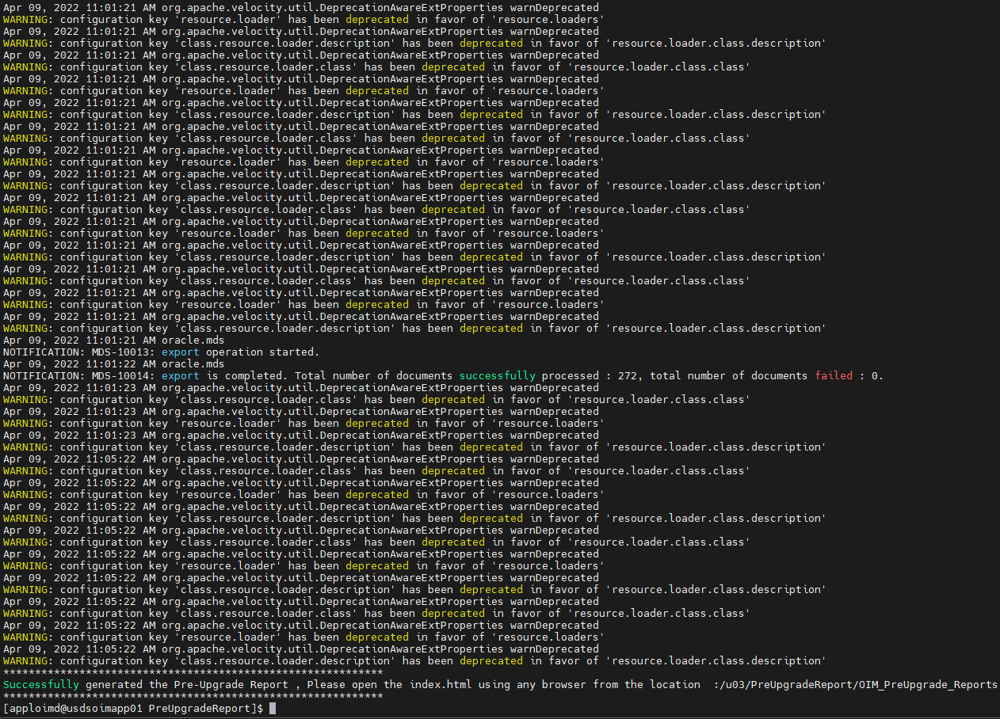 Apr 09, 2022 11:01:21 AM org.apache.velocity.util.DeprecationAwareExtProperties warnDeprecated
WARNING: configuration key 'resource.loader' has been deprecated in favor of 'resource.loaders'
Apr 09, 2022 11:01:21 AM org.apache.velocity.util.DeprecationAwareExtProperties warnDeprecated
WARNING: configuration key 'class.resource.loader.description' has been deprecated in favor of 'resource.loader.class.description'
Apr 09, 2022 11:01:21 AM org.apache.velocity.util.DeprecationAwareExtProperties warnDeprecated
WARNING: configuration key 'class.resource.loader.class' has been deprecated in favor of 'resource.loader.class.class'
Apr 09, 2022 11:01:21 AM org.apache.velocity.util.DeprecationAwareExtProperties warnDeprecated
WARNING: configuration key 'resource.loader' has been deprecated in favor of 'resource.loaders'
Apr 09, 2022 11:01:21 AM org.apache.velocity.util.DeprecationAwareExtProperties warnDeprecated
WARNING: configuration key 'class.resource.loader.description' has been deprecated in favor of 'resource.loader.class.description'
Apr 09, 2022 11:01:21 AM org.apache.velocity.util.DeprecationAwareExtProperties warnDeprecated
WARNING: configuration key 'class.resource.loader.class' has been deprecated in favor of 'resource.loader.class.class'
Apr 09, 2022 11:01:21 AM org.apache.velocity.util.DeprecationAwareExtProperties warnDeprecated
WARNING: configuration key 'resource.loader' has been deprecated in favor of 'resource.loaders'
Apr 09, 2022 11:01:21 AM org.apache.velocity.util.DeprecationAwareExtProperties warnDeprecated
WARNING: configuration key 'class.resource.loader.description' has been deprecated in favor of 'resource.loader.class.description'
Apr 09, 2022 11:01:21 AM org.apache.velocity.util.DeprecationAwareExtProperties warnDeprecated
WARNING: configuration key 'class.resource.loader.class' has been deprecated in favor of 'resource.loader.class.class'
Apr 09, 2022 11:01:21 AM org.apache.velocity.util.DeprecationAwareExtProperties warnDeprecated
WARNING: configuration key 'resource.loader' has been deprecated in favor of 'resource.loaders'
Apr 09, 2022 11:01:21 AM org.apache.velocity.util.DeprecationAwareExtProperties warnDeprecated
WARNING: configuration key 'class.resource.loader.description' has been deprecated in favor of 'resource.loader.class.description'
Apr 09, 2022 11:01:21 AM org.apache.velocity.util.DeprecationAwareExtProperties warnDeprecated
WARNING: configuration key 'class.resource.loader.class' has been deprecated in favor of 'resource.loader.class.class'
Apr 09, 2022 11:01:21 AM org.apache.velocity.util.DeprecationAwareExtProperties warnDeprecated
WARNING: configuration key 'resource.loader' has been deprecated in favor of 'resource.loaders'
Apr 09, 2022 11:01:21 AM org.apache.velocity.util.DeprecationAwareExtProperties warnDeprecated
WARNING: configuration key 'class.resource.loader.description' has been deprecated in favor of 'resource.loader.class.description'
Apr 09, 2022 11:01:21 AM oracle.mds
NOTIFICATION: MDS-10013: export operation started.
Apr 09, 2022 11:01:22 AM oracle.mds
NOTIFICATION: MDS-10014: export is completed. Total number of documents successfully processed : 272, total number of documents failed : 0.
Apr 09, 2022 11:01:23 AM org.apache.velocity.util.DeprecationAwareExtProperties warnDeprecated
WARNING: configuration key 'class.resource.loader.class' has been deprecated in favor of 'resource.loader.class.class'
Apr 09, 2022 11:01:23 AM org.apache.velocity.util.DeprecationAwareExtProperties warnDeprecated
WARNING: configuration key 'resource.loader' has been deprecated in favor of 'resource.loaders'
Apr 09, 2022 11:01:23 AM org.apache.velocity.util.DeprecationAwareExtProperties warnDeprecated
WARNING: configuration key 'class.resource.loader.description' has been deprecated in favor of 'resource.loader.class.description'
Apr 09, 2022 11:05:22 AM org.apache.velocity.util.DeprecationAwareExtProperties warnDeprecated
WARNING: configuration key 'class.resource.loader.class' has been deprecated in favor of 'resource.loader.class.class'
Apr 09, 2022 11:05:22 AM org.apache.velocity.util.DeprecationAwareExtProperties warnDeprecated
WARNING: configuration key 'resource.loader' has been deprecated in favor of 'resource.loaders'
Apr 09, 2022 11:05:22 AM org.apache.velocity.util.DeprecationAwareExtProperties warnDeprecated
WARNING: configuration key 'class.resource.loader.description' has been deprecated in favor of 'resource.loader.class.description'
Apr 09, 2022 11:05:22 AM org.apache.velocity.util.DeprecationAwareExtProperties warnDeprecated
WARNING: configuration key 'class.resource.loader.class' has been deprecated in favor of 'resource.loader.class.class'
Apr 09, 2022 11:05:22 AM org.apache.velocity.util.DeprecationAwareExtProperties warnDeprecated
WARNING: configuration key 'resource.loader' has been deprecated in favor of 'resource.loaders'
Apr 09, 2022 11:05:22 AM org.apache.velocity.util.DeprecationAwareExtProperties warnDeprecated
WARNING: configuration key 'class.resource.loader.description' has been deprecated in favor of 'resource.loader.class.description'
Apr 09, 2022 11:05:22 AM org.apache.velocity.util.DeprecationAwareExtProperties warnDeprecated
WARNING: configuration key 'class.resource.loader.class' has been deprecated in favor of 'resource.loader.class.class'
Apr 09, 2022 11:05:22 AM org.apache.velocity.util.DeprecationAwareExtProperties warnDeprecated
WARNING: configuration key 'resource.loader' has been deprecated in favor of 'resource.loaders'
Apr 09, 2022 11:05:22 AM org.apache.velocity.util.DeprecationAwareExtProperties warnDeprecated
WARNING: configuration key 'class.resource.loader.description' has been deprecated in favor of 'resource.loader.class.description'
************************************************************
Successfully generated the Pre-Upgrade Report , Please open the index.html using any browser from the location  :/u03/PreUpgradeReport/OIM_PreUpgrade_Reports
************************************************************
[apploimd@usdsoimapp01 PreUpgradeReport]$